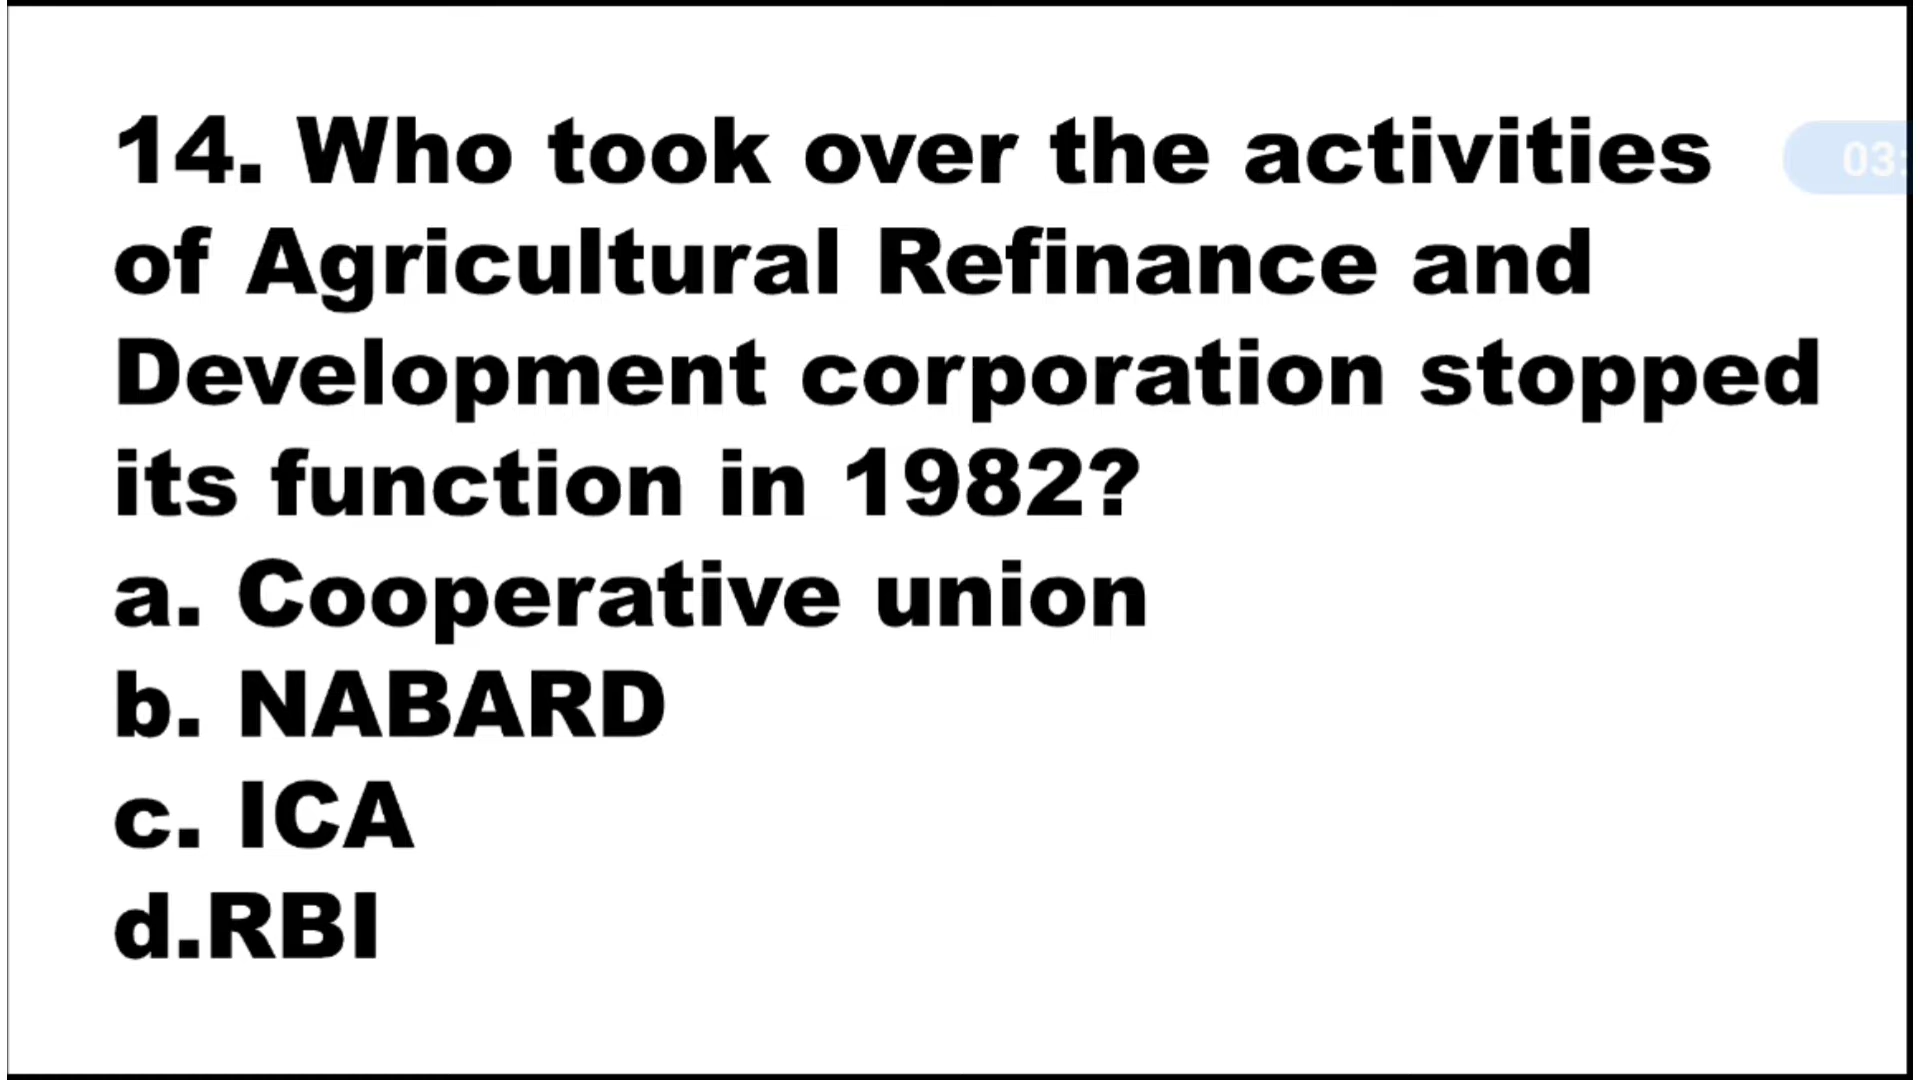 14. Who took over the activities
of Agricultural Refinance and
Development corporation stopped
its function in 1982?
a. Cooperative union
b. NABARD
c. ICA
d.RBI
03: